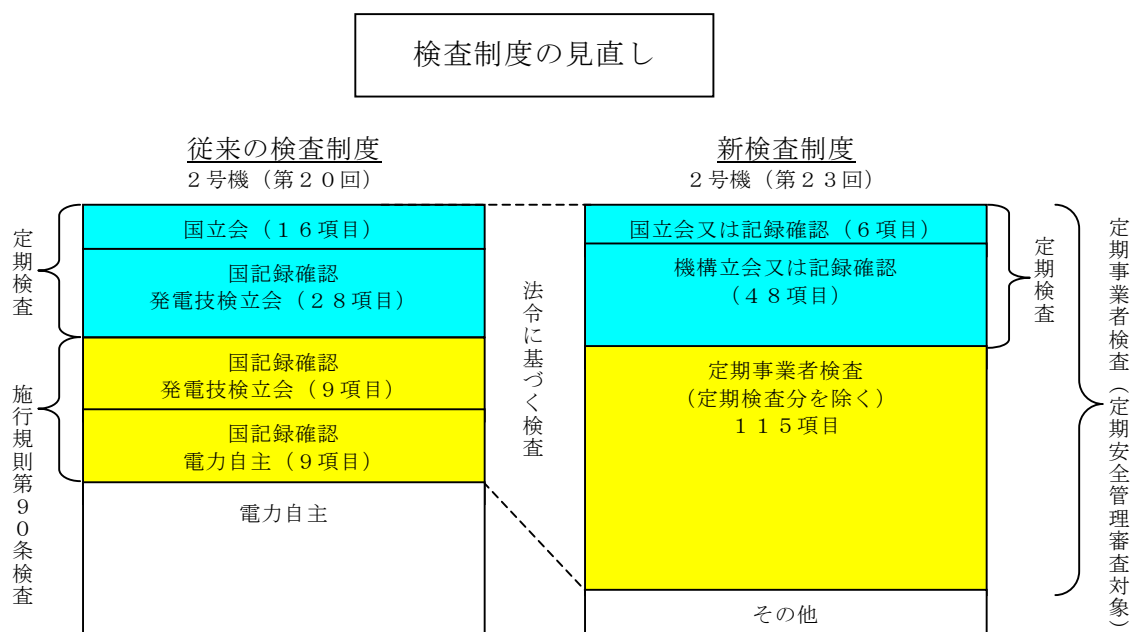 検査制度の見直し
従来の検査制度
２号機（第２０回）
定期検査
施行規則第９０条検査
国立会（１６項目）
国記録確認
発電技検立会（２８項目）
国記録確認
発電技検立会（９項目）
国記録確認
電力自主（９項目）
電力自主
法令に基づく検査
新検査制度
２号機（第２３回）
国立会又は記録確認（６項目）
機構立会又は記録確認
（４８項目）
定期事業者検査
(定期検査分を除く)
１１５項目
その他
定期検査
定期事業者検査（定期安全管理審査対象）